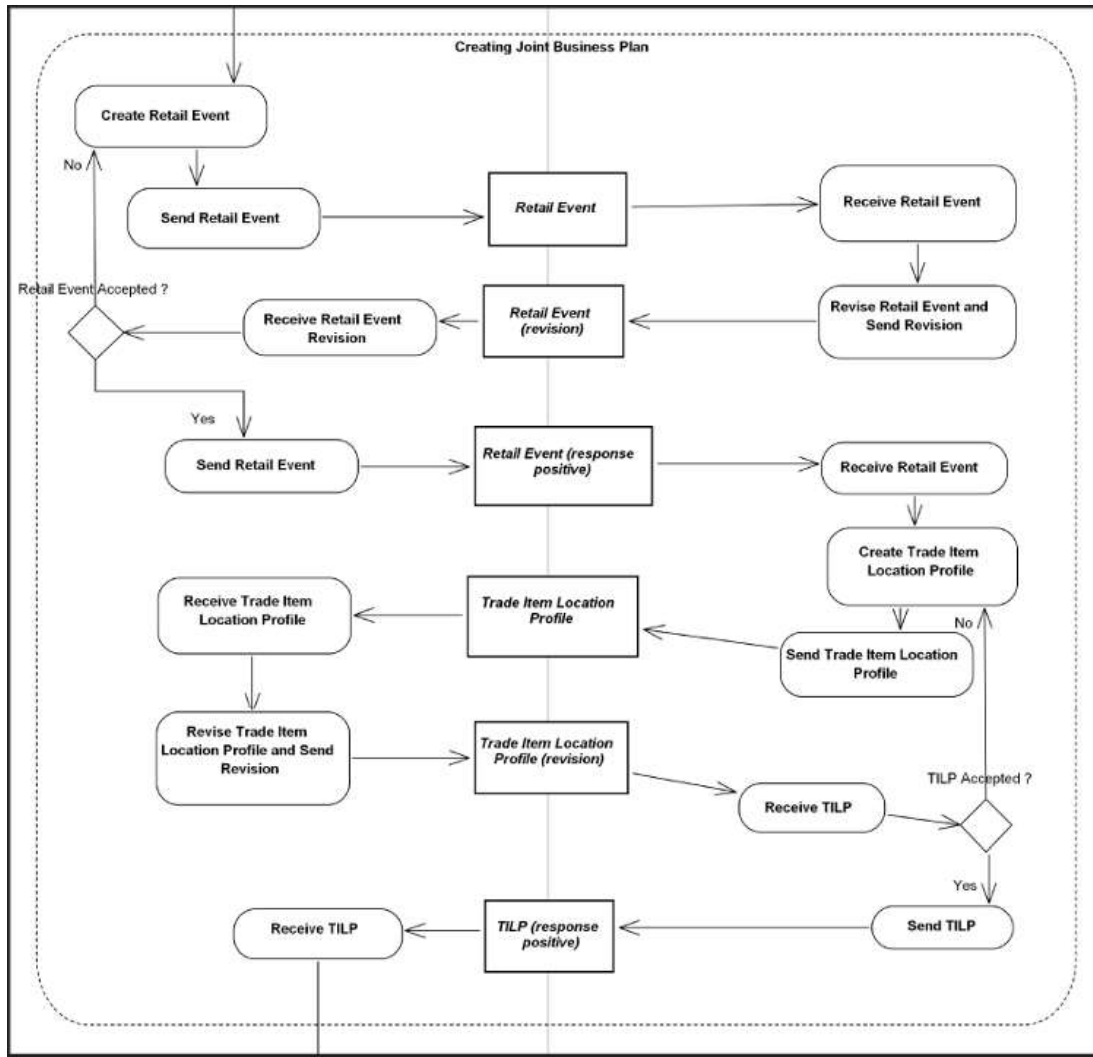 Creating Joint Business Plan
Create Retail Event
No
Send Retail Event
Retail Event
Receive Retail Event
Retail Event Accepted ?
Receive Retail Event
Revision
Retail Event
(revision)
Revise Retail Event and
Send Revision
Yes
Send Retail Event
Retail Event (response
positive)
Receive Retail Event
Create Trade Item
Location Profile
Receive Trade Item
Location Profile
Trade Item Location
Profile
No
Send Trade Item Location
Profile
Revise Trade Item
Location Profile and Send
Revision
Trade Item Location
Profile (revision)
TILP Accepted ?
Receive TILP
Yes
Receive TILP
TILP (response
positive)
Send TILP